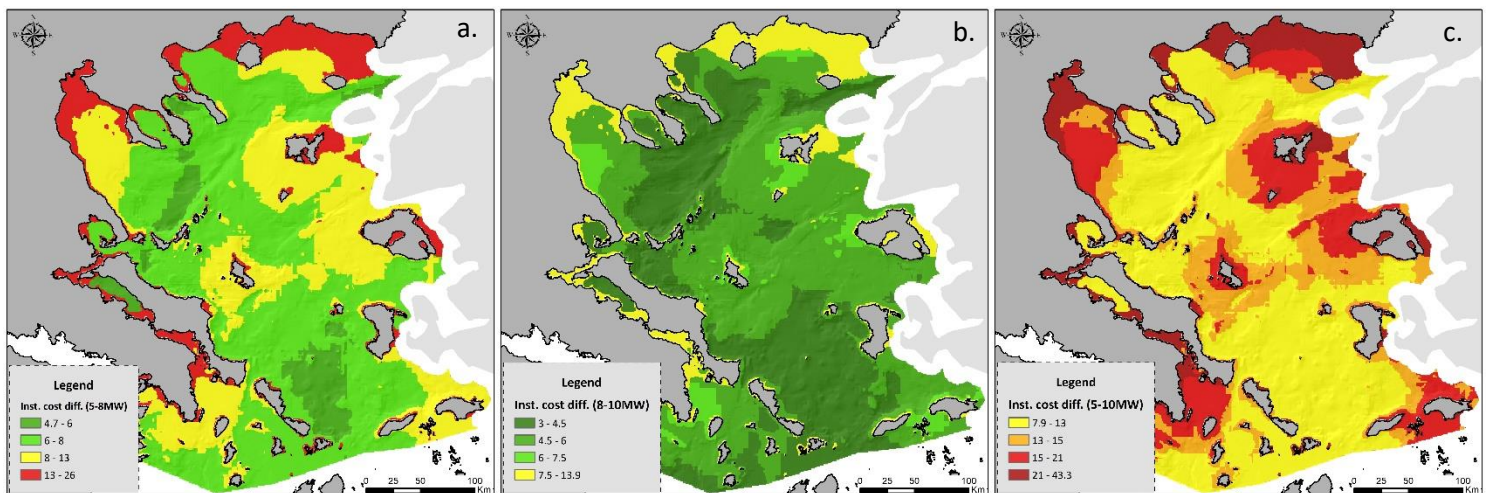 a.
N
W E
S
Legend
Inst. cost diff. (5-8MW)
4.7 - 6
6 - 8
8 - 13
13 - 26
0 25 50 100
Km
b.
N
W E
S
Legend
Inst. cost diff. (8-10MW)
3 - 4.5
4.5 - 6
6 - 7.5
7.5 - 13.9
0 25 50 100
Km
c.
N
W E
S
Legend
Inst. cost diff. (5-10MW)
7.9 - 13
13 - 15
15 - 21
21 - 43.3
0 25 50 100
Km